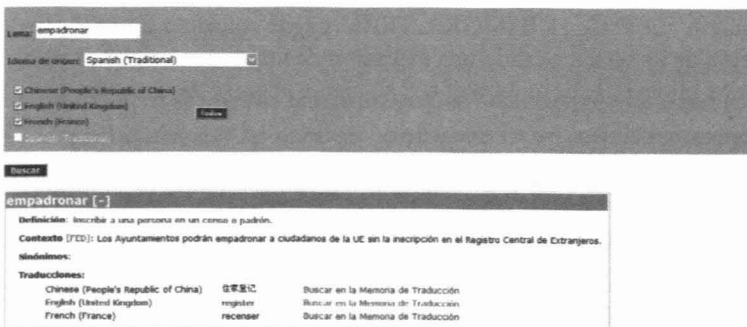 Lema: empadronar
Idioma de origen: Spanish (Traditional)
Chinese (People's Republic of China)
English (United Kingdom)
Todos
French (France)
Spanish (Traditional)
Buscar
empadronar [-]
Definición: Inscribir a una persona en un censo o padrón.
Contexto [FED]: Los Ayuntamientos podrán empadronar a ciudadanos de la UE sin la inscripción en el Registro Central de Extranjeros.
Sinónimos:
Traducciones:
Chinese (People's Republic of China) 住家登记 Buscar en la Memoria de Traducción
English (United Kingdom) register Buscar en la Memoria de Traducción
French (France) recenser Buscar en la Memoria de Traducción